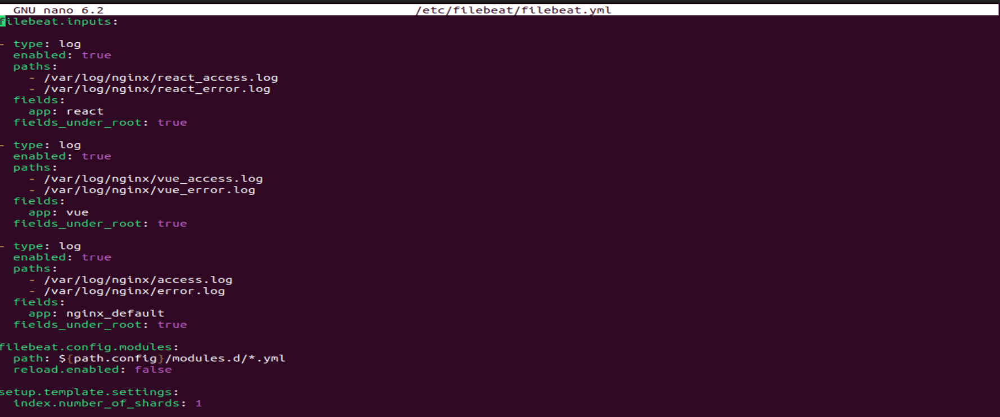 GNU nano 6.2 /etc/filebeat/filebeat.yml
filebeat.inputs:
- type: log
  enabled: true
  paths:
    - /var/log/nginx/react_access.log
    - /var/log/nginx/react_error.log
  fields:
    app: react
  fields_under_root: true
- type: log
  enabled: true
  paths:
    - /var/log/nginx/vue_access.log
    - /var/log/nginx/vue_error.log
  fields:
    app: vue
  fields_under_root: true
- type: log
  enabled: true
  paths:
    - /var/log/nginx/access.log
    - /var/log/nginx/error.log
  fields:
    app: nginx_default
  fields_under_root: true
filebeat.config.modules:
  path: ${path.config}/modules.d/*.yml
  reload.enabled: false
setup.template.settings:
  index.number_of_shards: 1